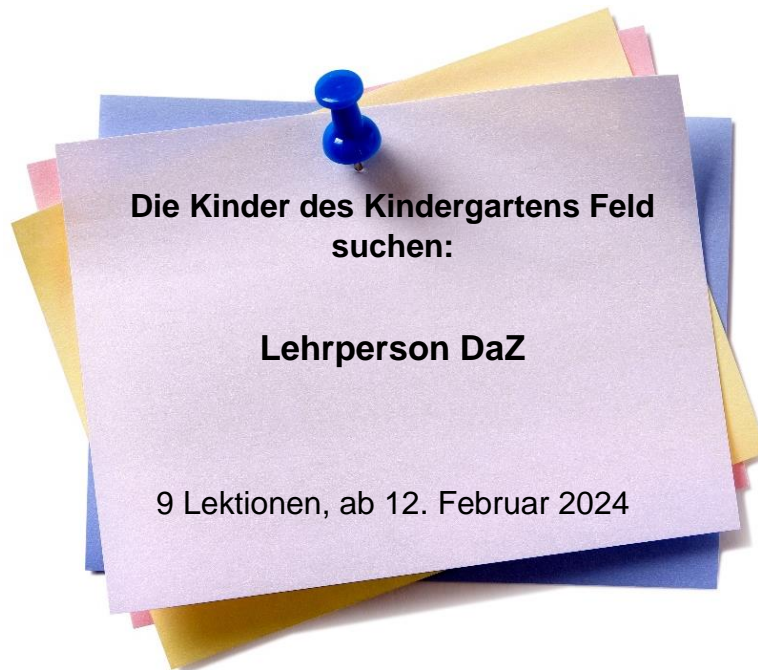 Die Kinder des Kindergartens Feld
suchen:
Lehrperson DaZ
9 Lektionen, ab 12. Februar 2024